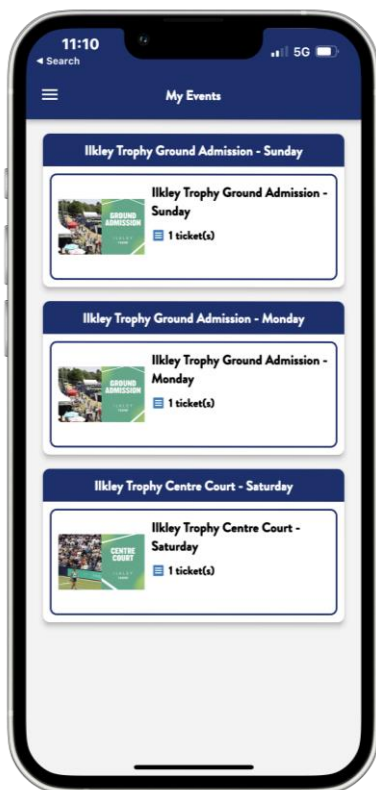 11:10
◀ Search
5G
My Events
Ilkley Trophy Ground Admission - Sunday
GROUND
ADMISSION
Ilkley Trophy Ground Admission -
Sunday
1 ticket(s)
Ilkley Trophy Ground Admission - Monday
GROUND
ADMISSION
Ilkley Trophy Ground Admission -
Monday
1 ticket(s)
Ilkley Trophy Centre Court - Saturday
CENTRE
COURT
Ilkley Trophy Centre Court -
Saturday
1 ticket(s)